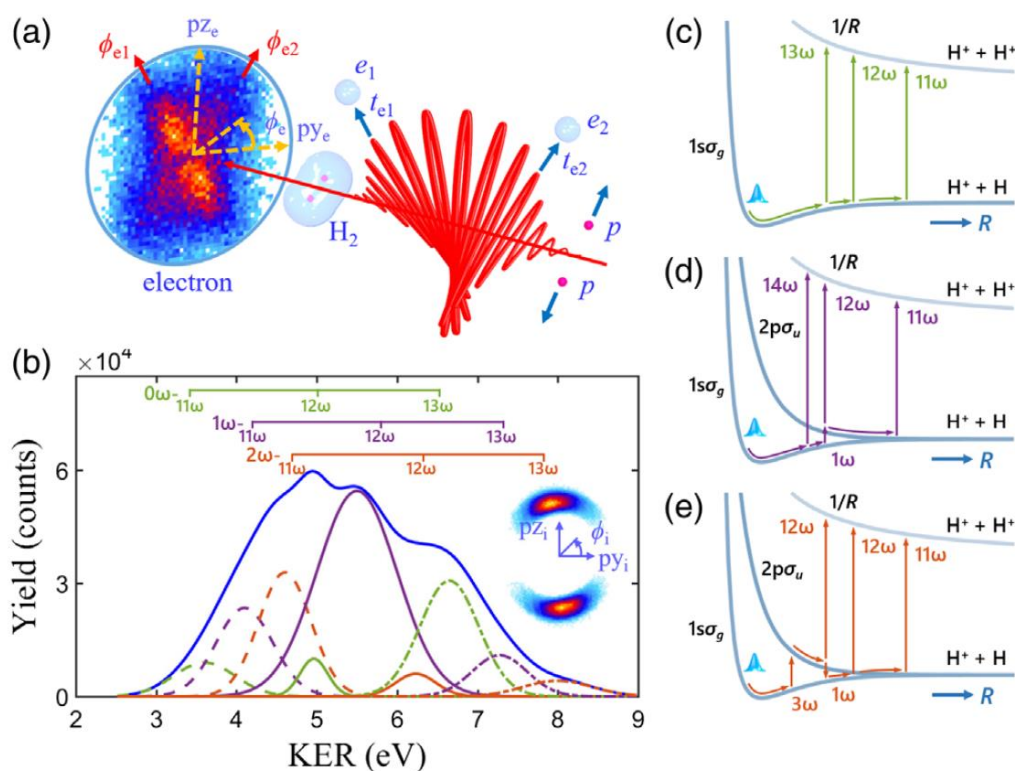 (a)
ϕe1
pze
ϕe2
e1
te1
ϕe
pye
e2
te2
H2
p
p
electron
(b)
×10⁴
0ω-
11ω
12ω
13ω
1ω-
11ω
12ω
13ω
2ω-
11ω
12ω
13ω
pzi
ϕi
pyi
Yield (counts)
6
3
0
2
3
4
5
6
7
8
9
KER (eV)
(c)
1/R
H⁺ + H⁺
13ω
12ω
11ω
1sσg
H⁺ + H
R
(d)
1/R
H⁺ + H⁺
14ω
12ω
11ω
2pσu
1sσg
H⁺ + H
1ω
R
(e)
1/R
H⁺ + H⁺
12ω
12ω
11ω
2pσu
1sσg
H⁺ + H
3ω
1ω
R